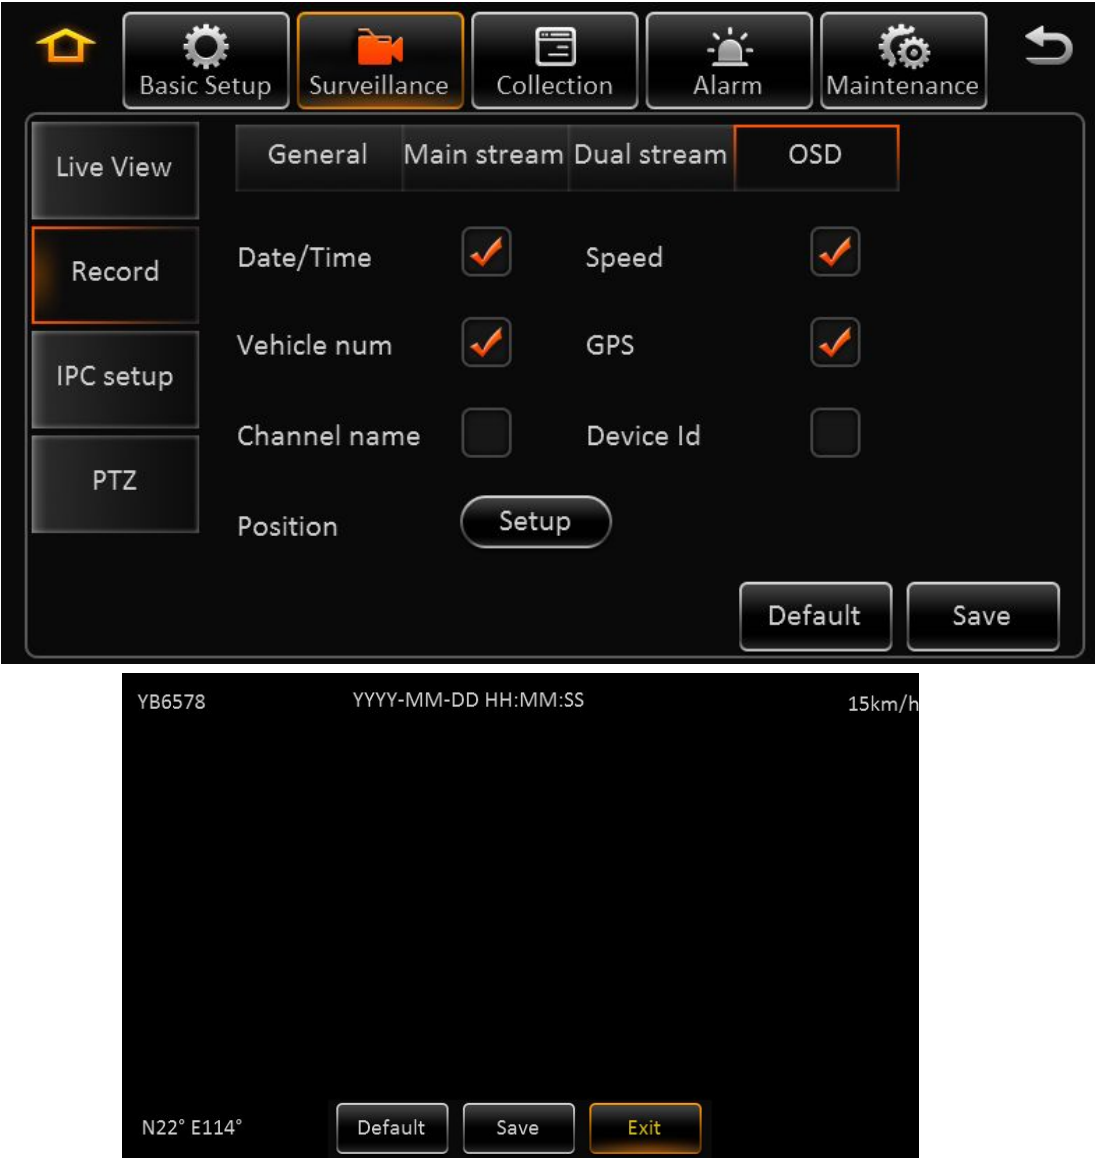 Basic Setup Surveillance Collection Alarm Maintenance
Live View General Main stream Dual stream OSD
Date/Time Speed
Record
Vehicle num GPS
IPC setup
Channel name Device Id
PTZ
Position Setup
Default Save
YB6578 YYYY-MM-DD HH:MM:SS 15km/h
N22° E114° Default Save Exit